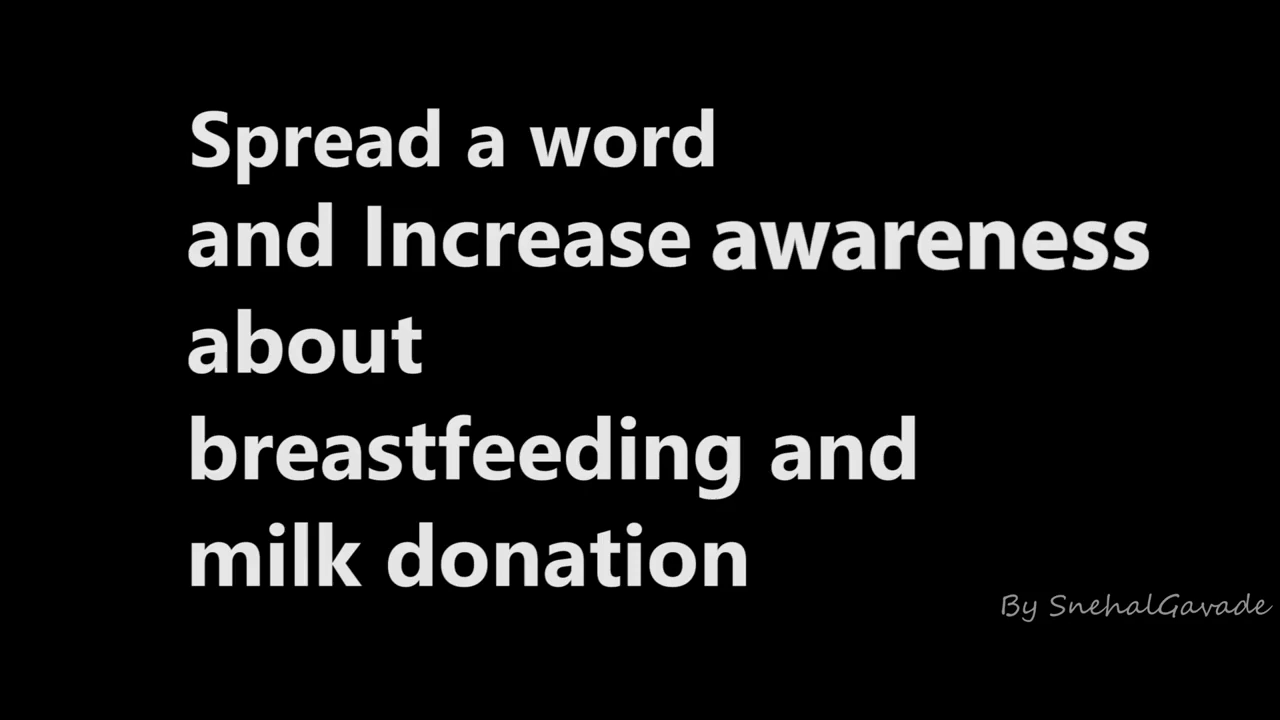 Spread a word
and Increase awareness
about
breastfeeding and
milk donation
By SnehalGavade